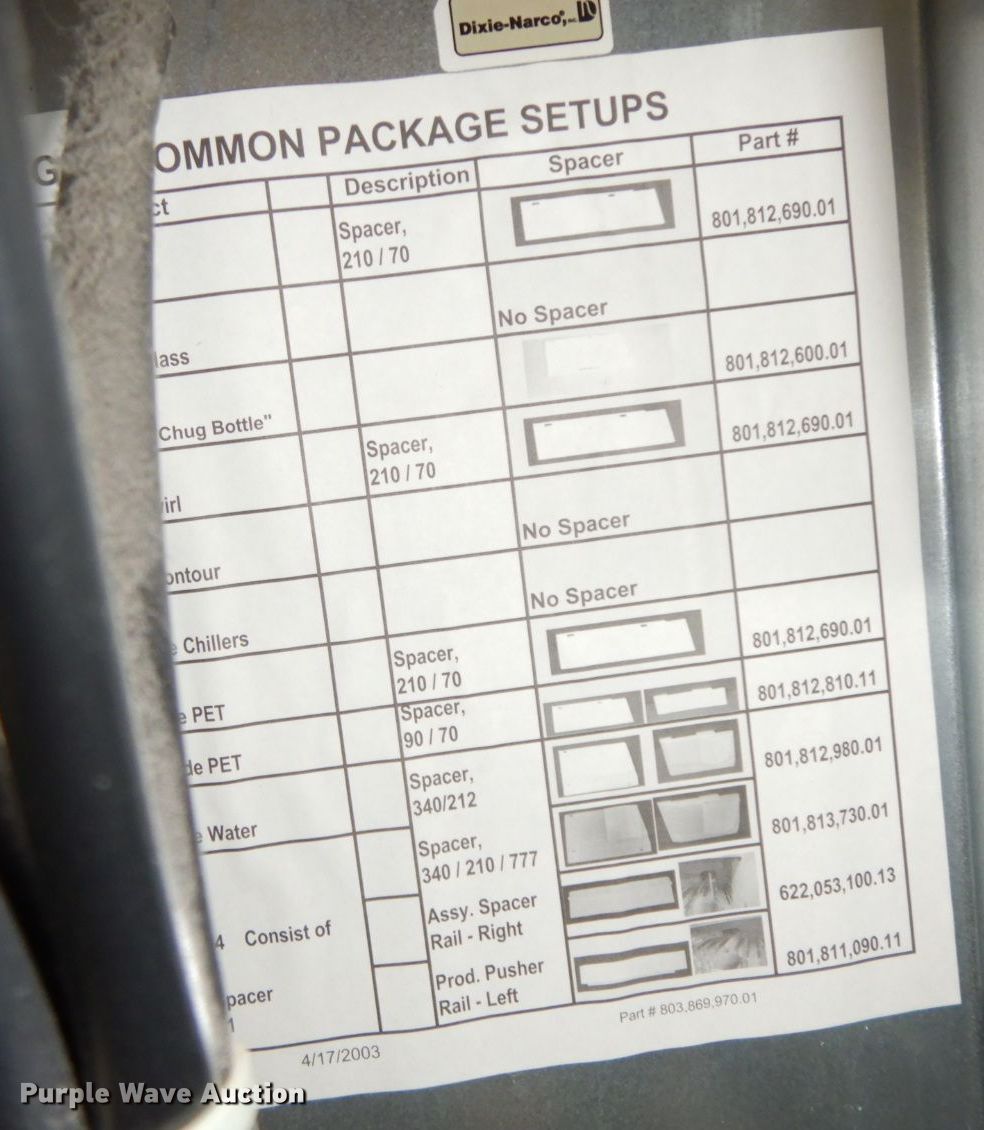 Dixie-Narco, Inc.
G OMMON PACKAGE SETUPS
ct Description Spacer Part #
Spacer,
210 / 70
801,812,690.01
lass
No Spacer
Chug Bottle"
801,812,600.01
irl
Spacer,
210 / 70
801,812,690.01
ontour
No Spacer
e Chillers
No Spacer
e PET
Spacer,
210 / 70
801,812,690.01
de PET
Spacer,
90 / 70
801,812,810.11
e Water
Spacer,
340/212
801,812,980.01
Spacer,
340 / 210 / 777
801,813,730.01
4 Consist of
Assy. Spacer
Rail - Right
622,053,100.13
pacer
1
Prod. Pusher
Rail - Left
801,811,090.11
4/17/2003
Part # 803,869,970.01
Purple Wave Auction